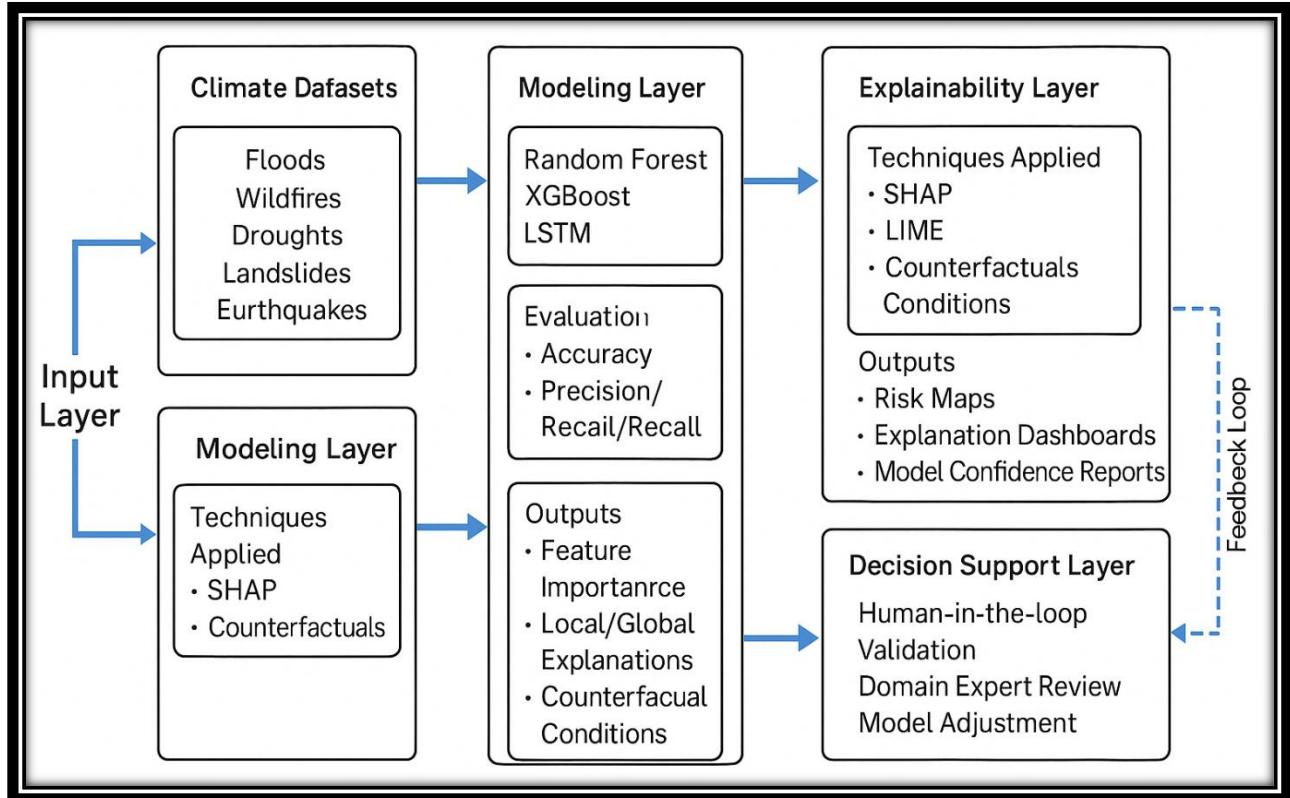 Input
Layer
Climate Dafasets
Floods
Wildfires
Droughts
Landslides
Eurthquakes
Modeling Layer
Techniques
Applied
• SHAP
• Counterfactuals
Modeling Layer
Random Forest
XGBoost
LSTM
Evaluation
• Accuracy
• Precision/
Recail/Recall
Outputs
• Feature
Importanrce
• Local/Global
Explanations
• Counterfacual
Conditions
Explainability Layer
Techniques Applied
• SHAP
• LIME
• Counterfactuals
Conditions
Outputs
• Risk Maps
• Explanation Dashboards
• Model Confidence Reports
Decision Support Layer
Human-in-the-loop
Validation
Domain Expert Review
Model Adjustment
Feedbeck Loop